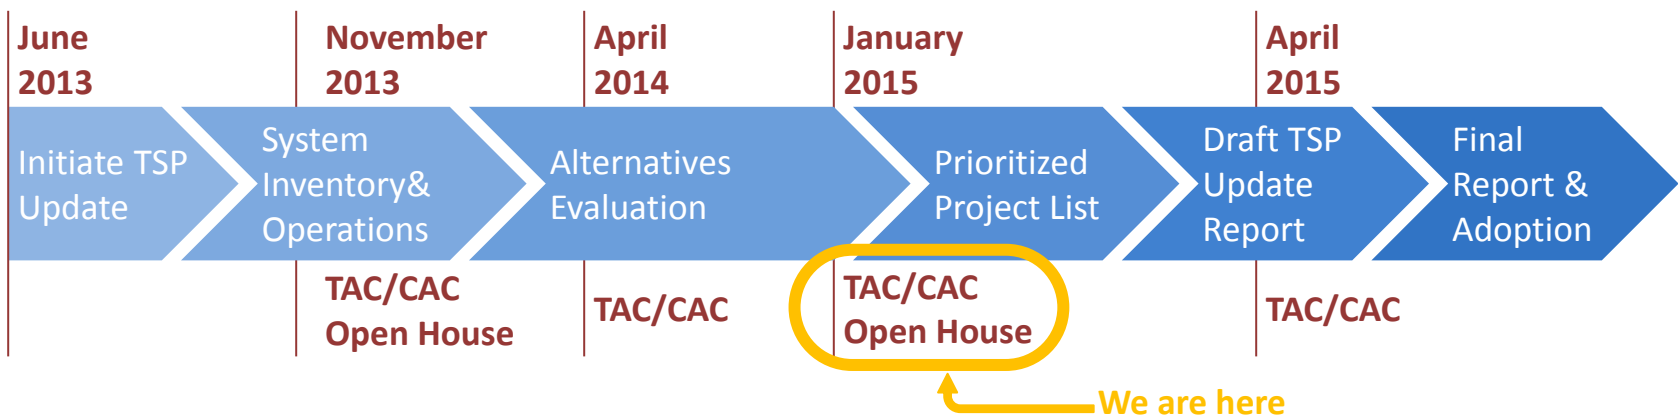 June
2013
November
2013
April
2014
January
2015
April
2015
Initiate TSP
Update
System
Inventory&
Operations
Alternatives
Evaluation
Prioritized
Project List
Draft TSP
Update
Report
Final
Report &
Adoption
TAC/CAC
Open House
TAC/CAC
TAC/CAC
Open House
TAC/CAC
We are here